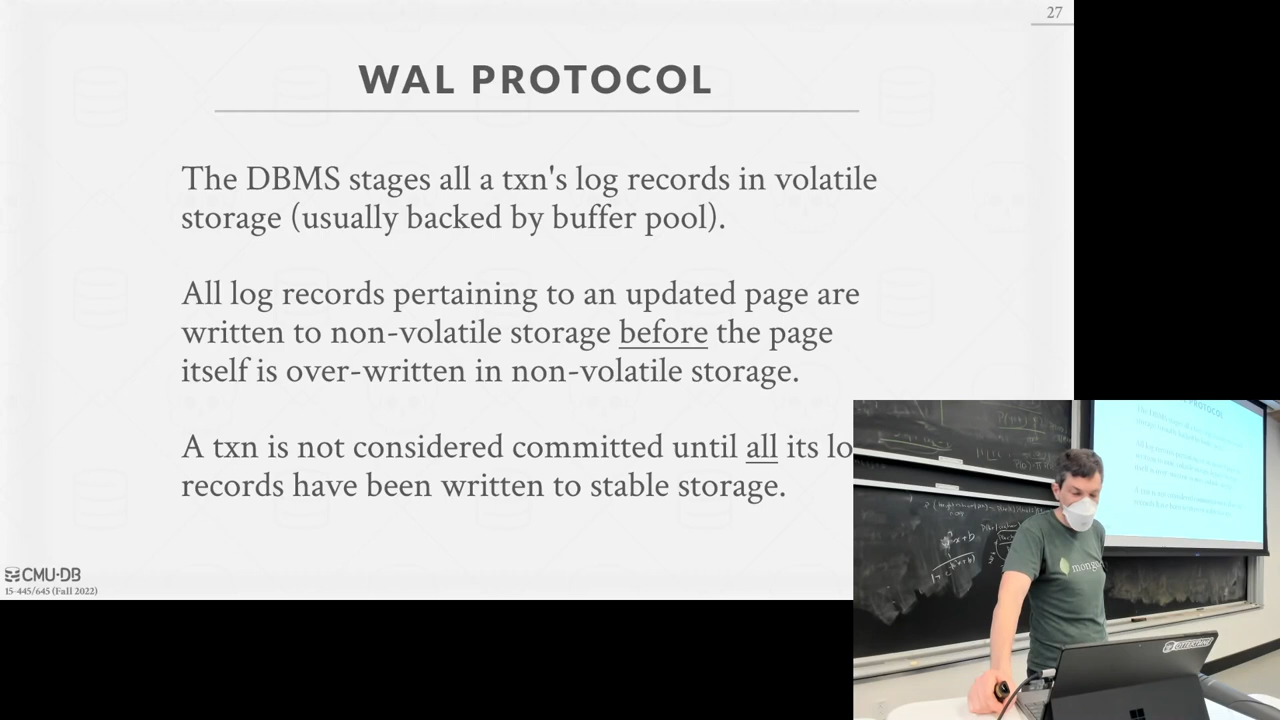 27
WAL PROTOCOL
The DBMS stages all a txn's log records in volatile
storage (usually backed by buffer pool).
All log records pertaining to an updated page are
written to non-volatile storage before the page
itself is over-written in non-volatile storage.
A txn is not considered committed until all its lo
records have been written to stable storage.
CMU·DB
15-445/645 (Fall 2022)
mongo